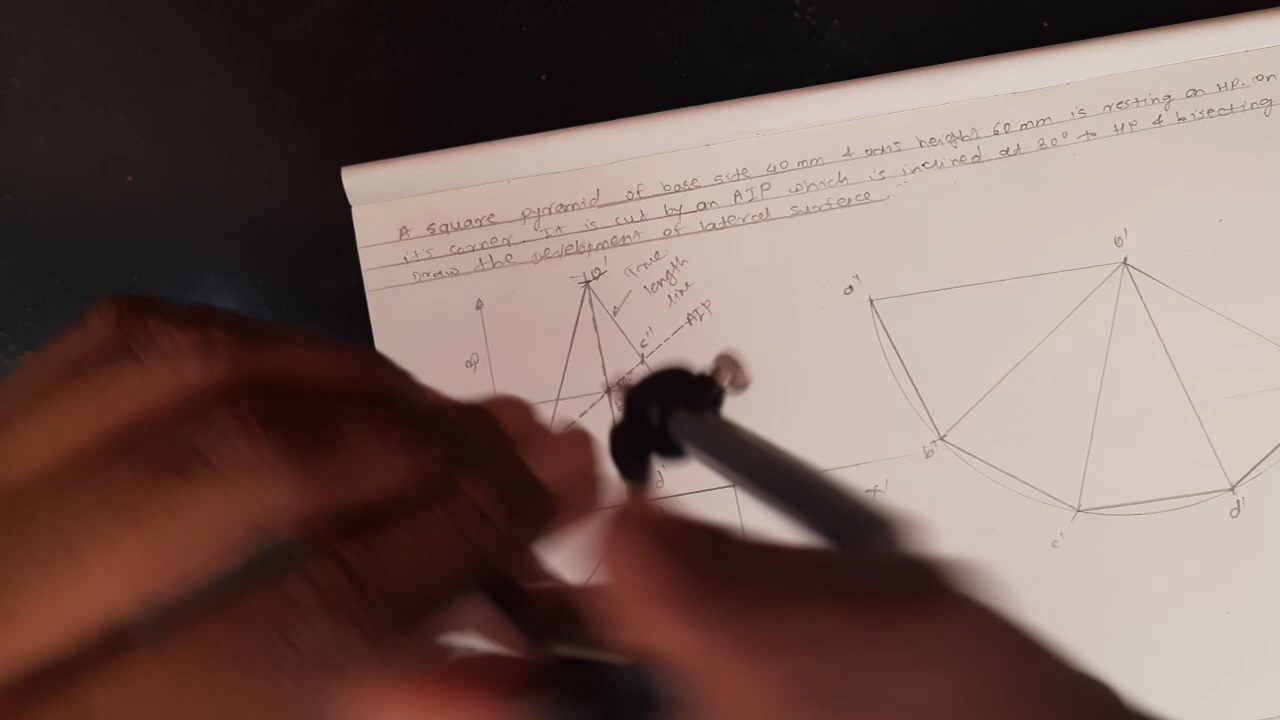 A square pyramid of base side 40 mm & axis height 60 mm is resting on HP. on
it's corner. It is cut by an AIP which is inclined at 30° to HP & bisecting
Draw the development of lateral surface.
o'
True
length
line
AIP
c"
d'
X'
o'
a'
b'
c'
d'